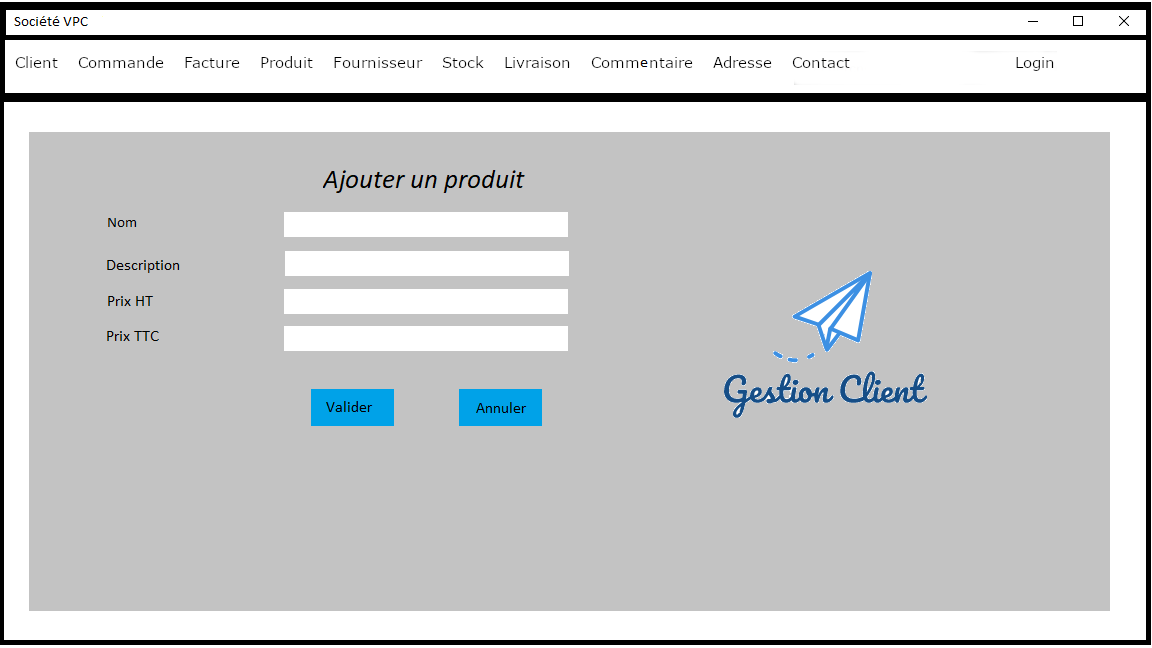 Société VPC
Client Commande Facture Produit Fournisseur Stock Livraison Commentaire Adresse Contact Login
Ajouter un produit
Nom
Description
Prix HT
Prix TTC
Valider Annuler
Gestion Client